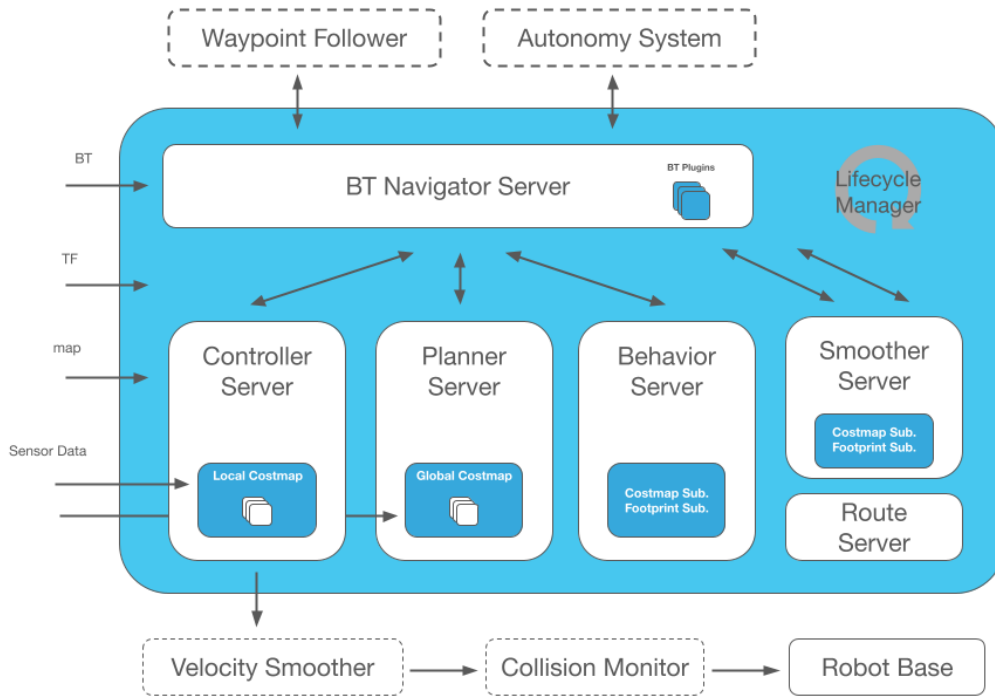 Waypoint Follower
Autonomy System
BT
BT Navigator Server
BT Plugins
Lifecycle
Manager
TF
map
Sensor Data
Controller
Server
Local Costmap
Planner
Server
Global Costmap
Behavior
Server
Costmap Sub.
Footprint Sub.
Smoother
Server
Costmap Sub.
Footprint Sub.
Route
Server
Velocity Smoother
Collision Monitor
Robot Base